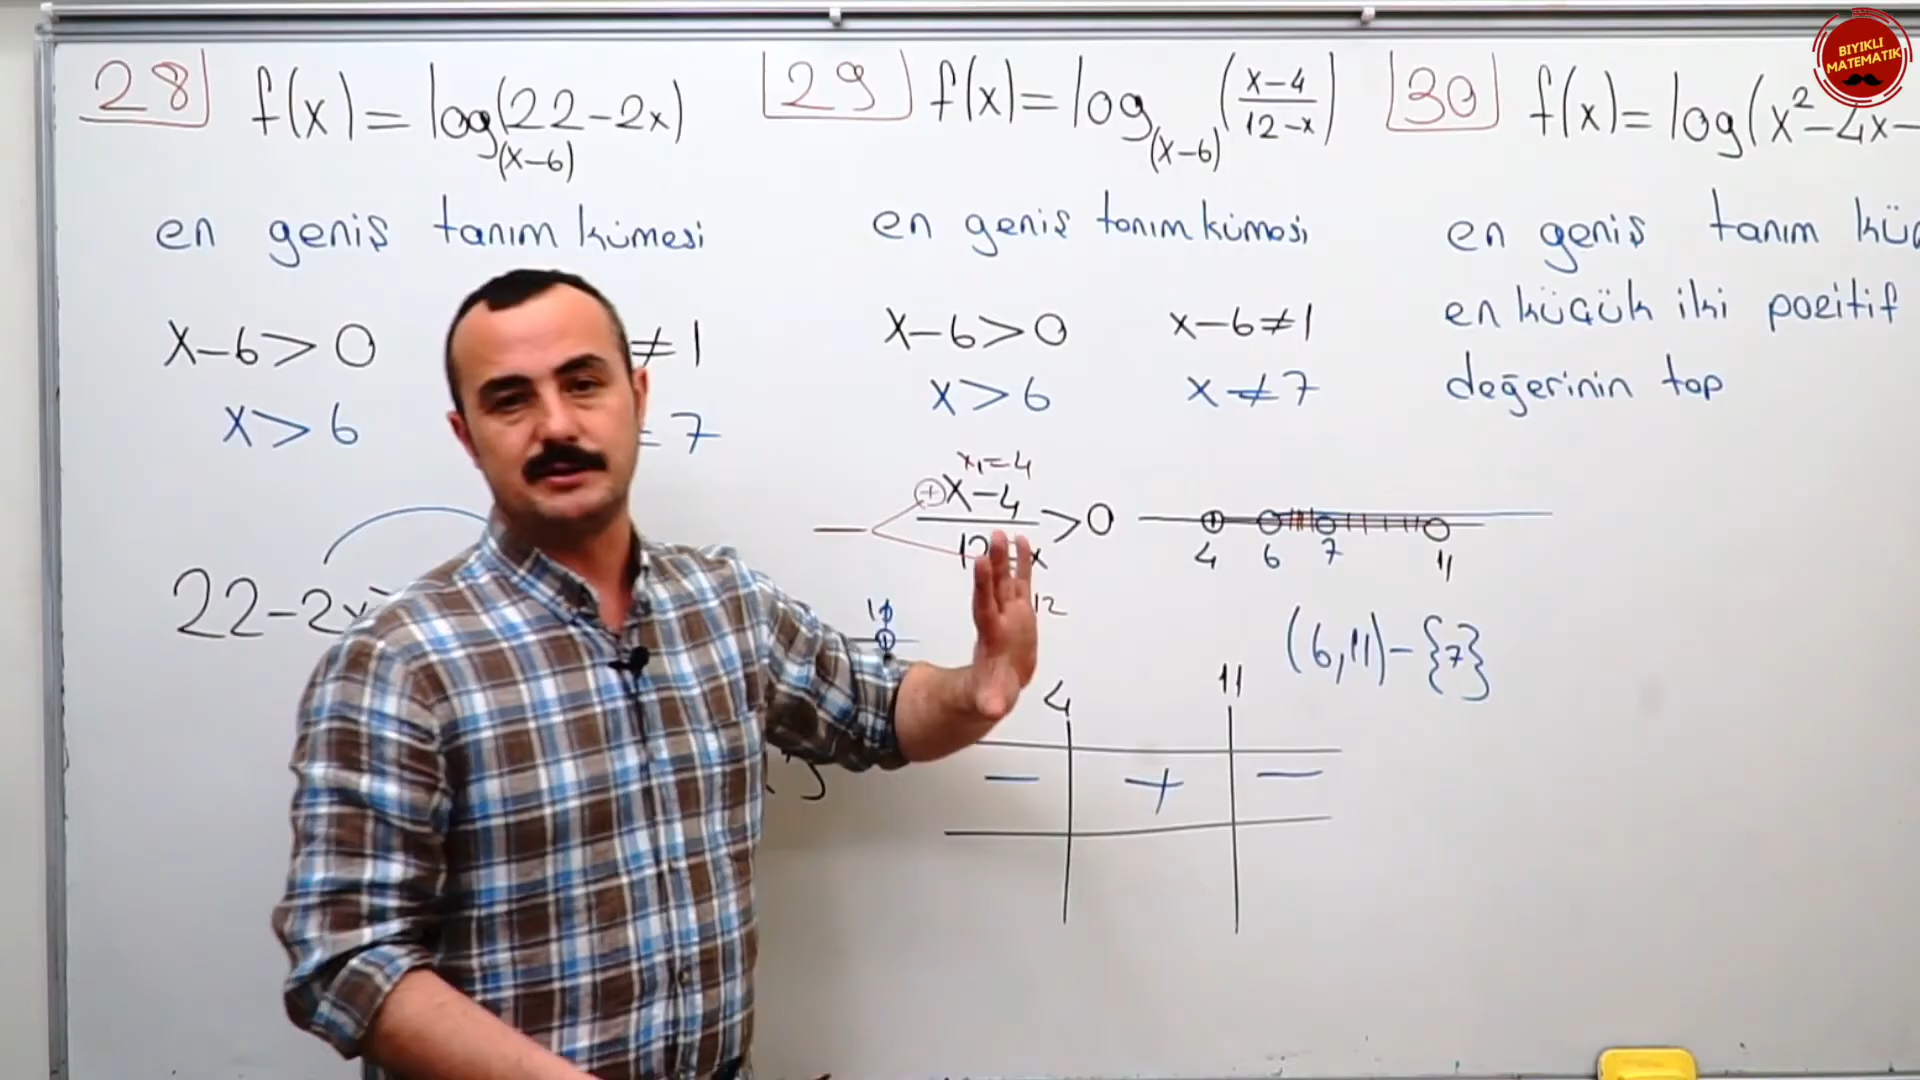 BIYIKLI
MATEMATIK
28 f(x) = log(x-6)(22-2x)
en geniş tanım kümesi
x-6>0 ≠1
x>6 7
22-2x
29 f(x) = log(x-6)(x-4/12-x)
en geniş tanım kümesi
x-6>0 x-6≠1
x>6 x≠7
x₁=4
x-4/12-x >0
12
4 6 7 11
(6,11)-{7}
4 11
- + -
30 f(x) = log(x²-4x-
en geniş tanım
en küçük iki pozitif
değerinin top